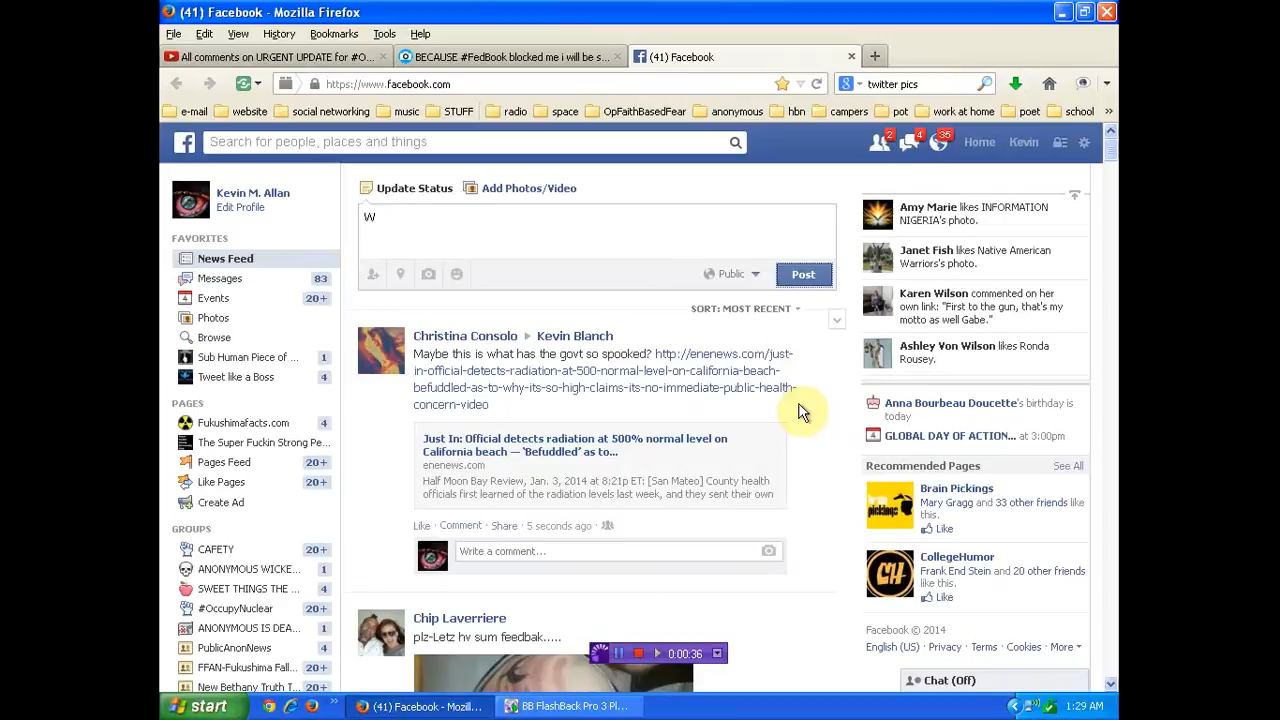 (41) Facebook - Mozilla Firefox
File Edit View History Bookmarks Tools Help
All comments on URGENT UPDATE for #O...
BECAUSE #FedBook blocked me i will be s...
(41) Facebook
https://www.facebook.com
twitter pics
e-mail website social networking music STUFF radio space OpFaithBasedFear anonymous hbn campers pot work at home poet school »
Search for people, places and things
2 4 35 Home Kevin
Kevin M. Allan
Edit Profile
FAVORITES
News Feed
Messages 83
Events 20+
Photos
Browse
Sub Human Piece of ... 1
Tweet like a Boss 4
PAGES
Fukushimafacts.com 4
The Super Fuckin Strong Pe...
Pages Feed 20+
Like Pages 20+
Create Ad
GROUPS
CAFETY 20+
ANONYMOUS WICKE... 1
SWEET THINGS THE ... 4
#OccupyNuclear 20+
ANONYMOUS IS DEA... 1
PublicAnonNews 20+
FFAN-Fukushima Fall... 20+
New Bethany Truth T... 20+
Update Status Add Photos/Video
W
Public Post
SORT: MOST RECENT
Christina Consolo Kevin Blanch
Maybe this is what has the govt so spooked? http://enenews.com/just-
in-official-detects-radiation-at-500-normal-level-on-california-beach-
befuddled-as-to-why-its-so-high-claims-its-no-immediate-public-health-
concern-video
Just In: Official detects radiation at 500% normal level on
California beach — 'Befuddled' as to...
enenews.com
Half Moon Bay Review, Jan. 3, 2014 at 8:21p ET: [San Mateo] County health
officials first learned of the radiation levels last week, and they sent their own
Like · Comment · Share · 5 seconds ago ·
Write a comment...
Chip Laverriere
plz-Letz hv sum feedbak.....
0:00:36
Amy Marie likes INFORMATION
NIGERIA's photo.
Janet Fish likes Native American
Warriors's photo.
Karen Wilson commented on her
own link: "First to the gun, that's my
motto as well Gabe."
Ashley Von Wilson likes Ronda
Rousey.
Anna Bourbeau Doucette's birthday is
today
GLOBAL DAY OF ACTION... at 3:00pm
Recommended Pages See All
Brain Pickings
Mary Gragg and 33 other friends like
this.
Like
CollegeHumor
Frank End Stein and 20 other friends
like this.
Like
Facebook © 2014
English (US) · Privacy · Terms · Cookies · More
Chat (Off)
start
(41) Facebook - Mozill...
BB FlashBack Pro 3 Pl...
1:29 AM